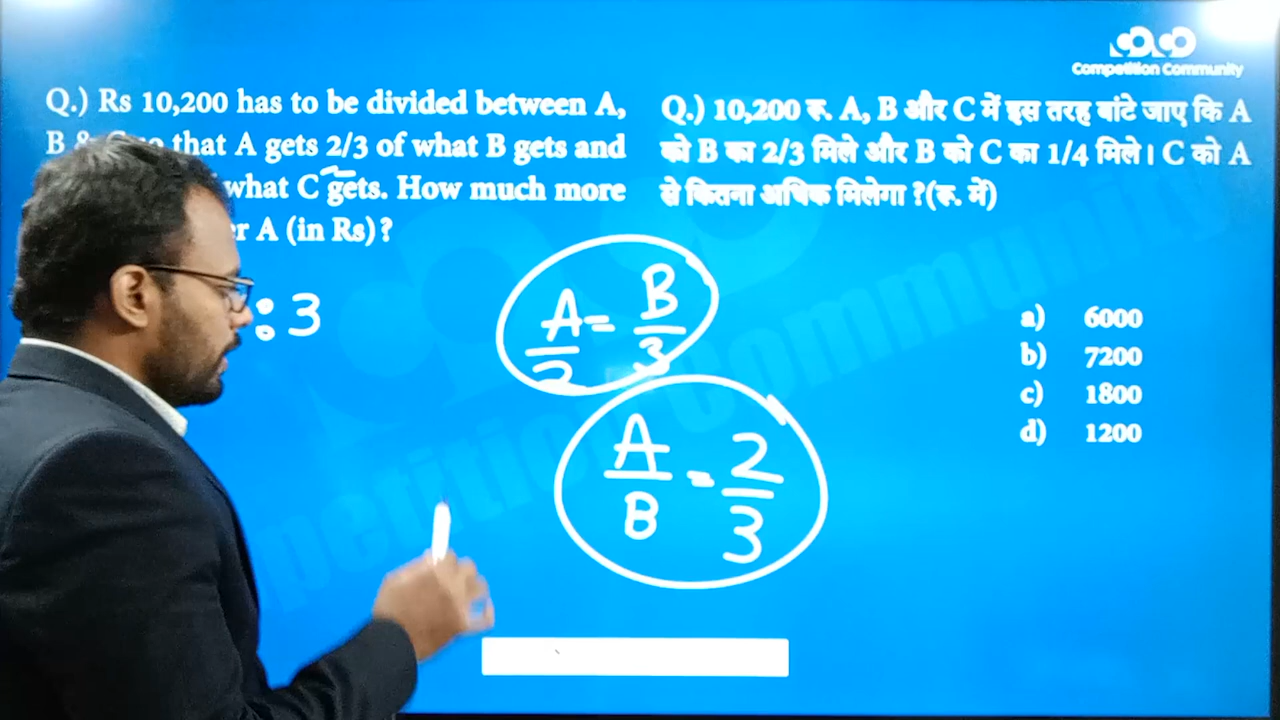 Competition Community
Q.) Rs 10,200 has to be divided between A,
B & so that A gets 2/3 of what B gets and
what C gets. How much more
A (in Rs)?
Q.) 10,200 रू. A, B और C में इस तरह बांटे जाए कि A
को B का 2/3 मिले और B को C का 1/4 मिले। C को A
से कितना अधिक मिलेगा ?(रू. में)
: 3
A/2 = B/3
A/B = 2/3
a) 6000
b) 7200
c) 1800
d) 1200